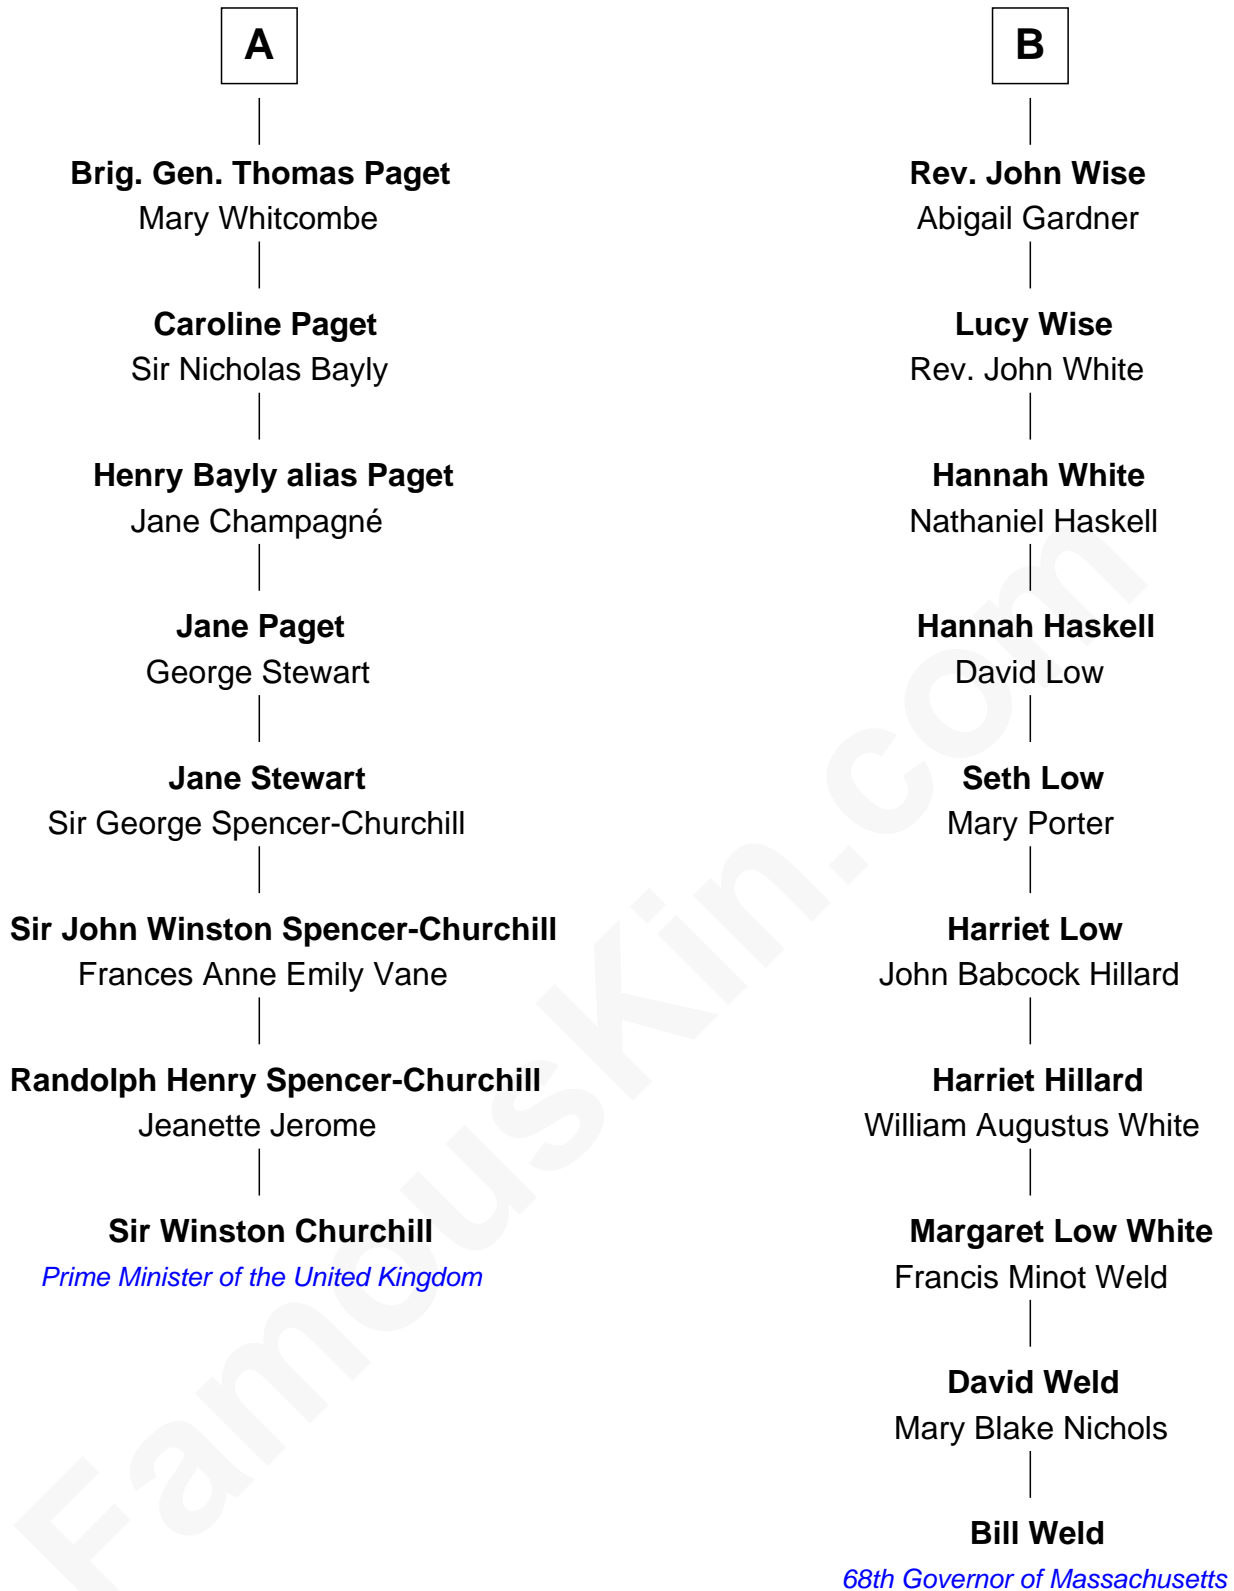 A
Brig. Gen. Thomas Paget
Mary Whitcombe
Caroline Paget
Sir Nicholas Bayly
Henry Bayly alias Paget
Jane Champagné
Jane Paget
George Stewart
Jane Stewart
Sir George Spencer-Churchill
Sir John Winston Spencer-Churchill
Frances Anne Emily Vane
Randolph Henry Spencer-Churchill
Jeanette Jerome
Sir Winston Churchill
Prime Minister of the United Kingdom
B
Rev. John Wise
Abigail Gardner
Lucy Wise
Rev. John White
Hannah White
Nathaniel Haskell
Hannah Haskell
David Low
Seth Low
Mary Porter
Harriet Low
John Babcock Hillard
Harriet Hillard
William Augustus White
Margaret Low White
Francis Minot Weld
David Weld
Mary Blake Nichols
Bill Weld
68th Governor of Massachusetts
FamousKin.com